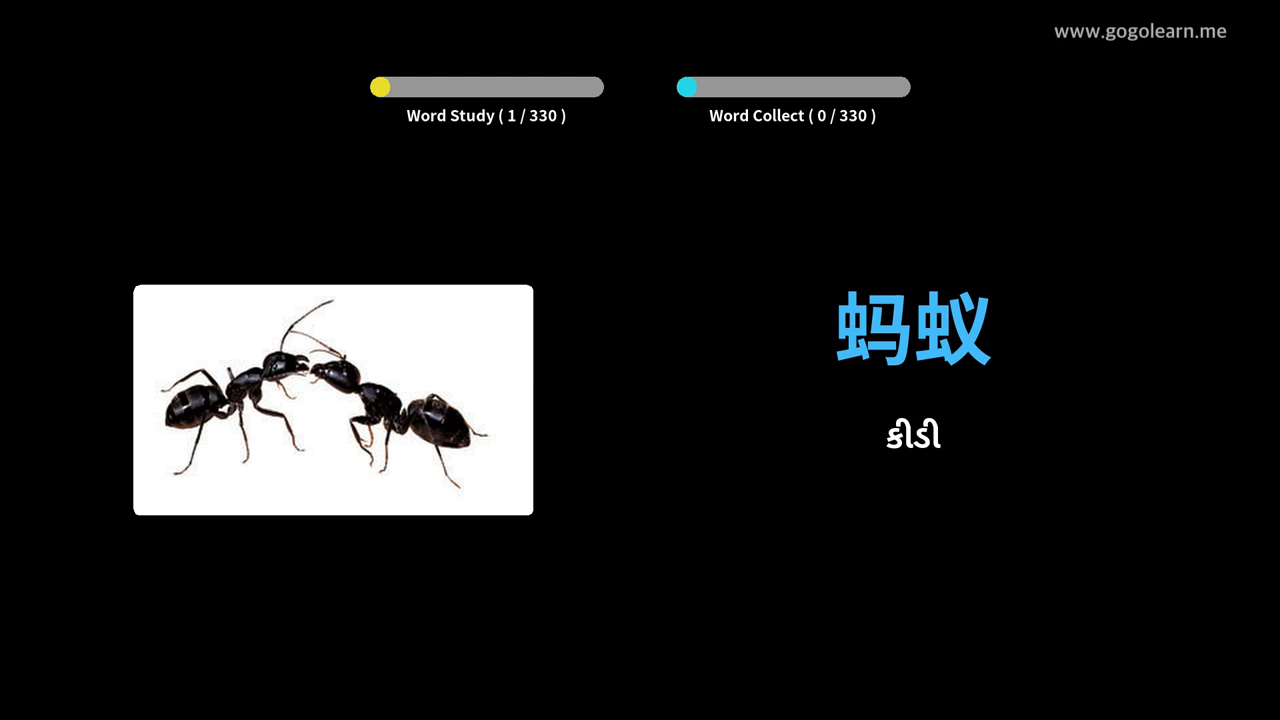 www.gogolearn.me
Word Study ( 1 / 330 )
Word Collect ( 0 / 330 )
蚂蚁
કીડી